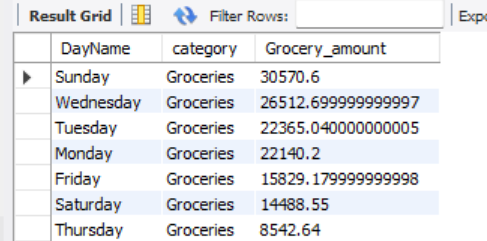 Result Grid Filter Rows: Expo
DayName category Grocery_amount
Sunday Groceries 30570.6
Wednesday Groceries 26512.699999999997
Tuesday Groceries 22365.040000000005
Monday Groceries 22140.2
Friday Groceries 15829.179999999998
Saturday Groceries 14488.55
Thursday Groceries 8542.64